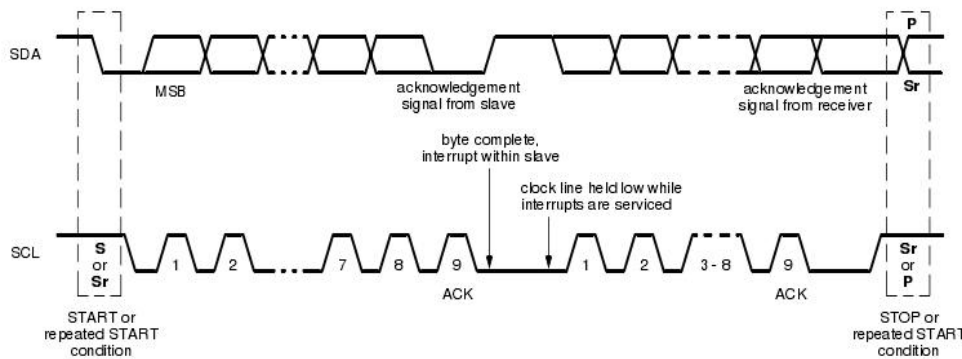 P
SDA
MSB
acknowledgement
signal from slave
acknowledgement
signal from receiver
Sr
byte complete,
interrupt within slave
clock line held low while
interrupts are serviced
SCL
S
or
Sr
1
2
7
8
9
1
2
3 - 8
9
Sr
or
P
ACK
ACK
START or
repeated START
condition
STOP or
repeated START
condition